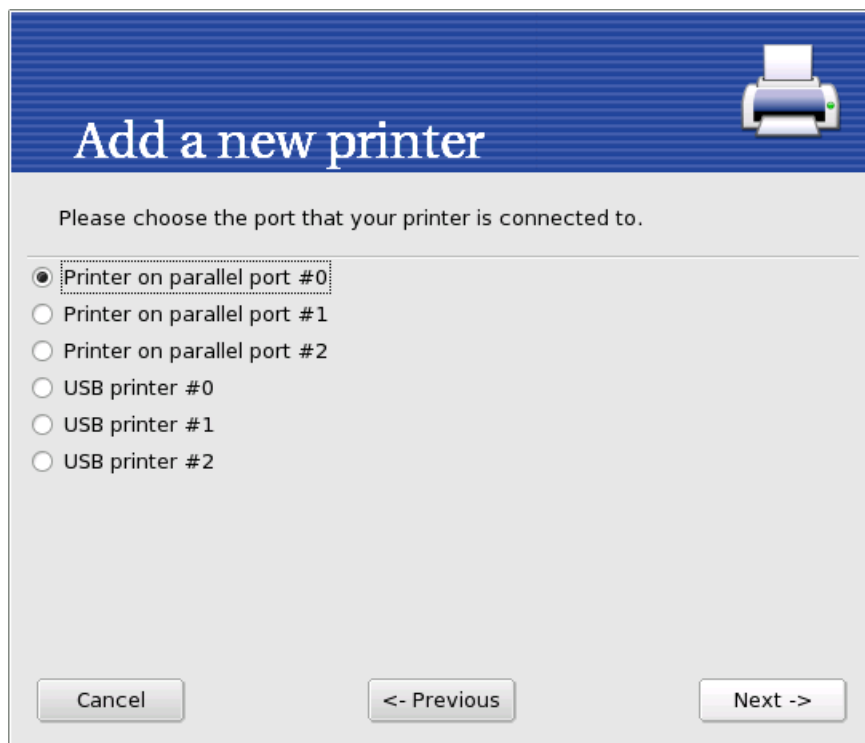 Add a new printer
Please choose the port that your printer is connected to.
Printer on parallel port #0
Printer on parallel port #1
Printer on parallel port #2
USB printer #0
USB printer #1
USB printer #2
Cancel
<- Previous
Next ->